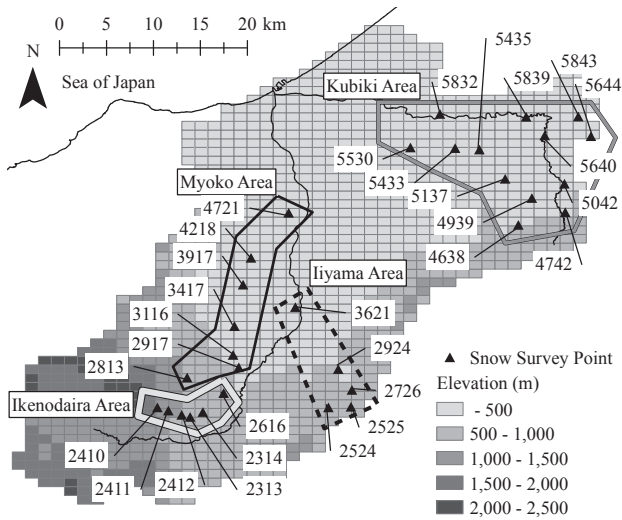 0 5 10 15 20 km
N
Sea of Japan
Kubiki Area
5435
5832
5839
5843
5644
5530
5433
5137
4939
4638
5640
5042
4742
Myoko Area
4721
4218
3917
3417
3116
2917
2813
Iiyama Area
3621
2924
2726
2525
2524
Ikenodaira Area
2616
2314
2313
2412
2411
2410
▲ Snow Survey Point
Elevation (m)
- 500
500 - 1,000
1,000 - 1,500
1,500 - 2,000
2,000 - 2,500